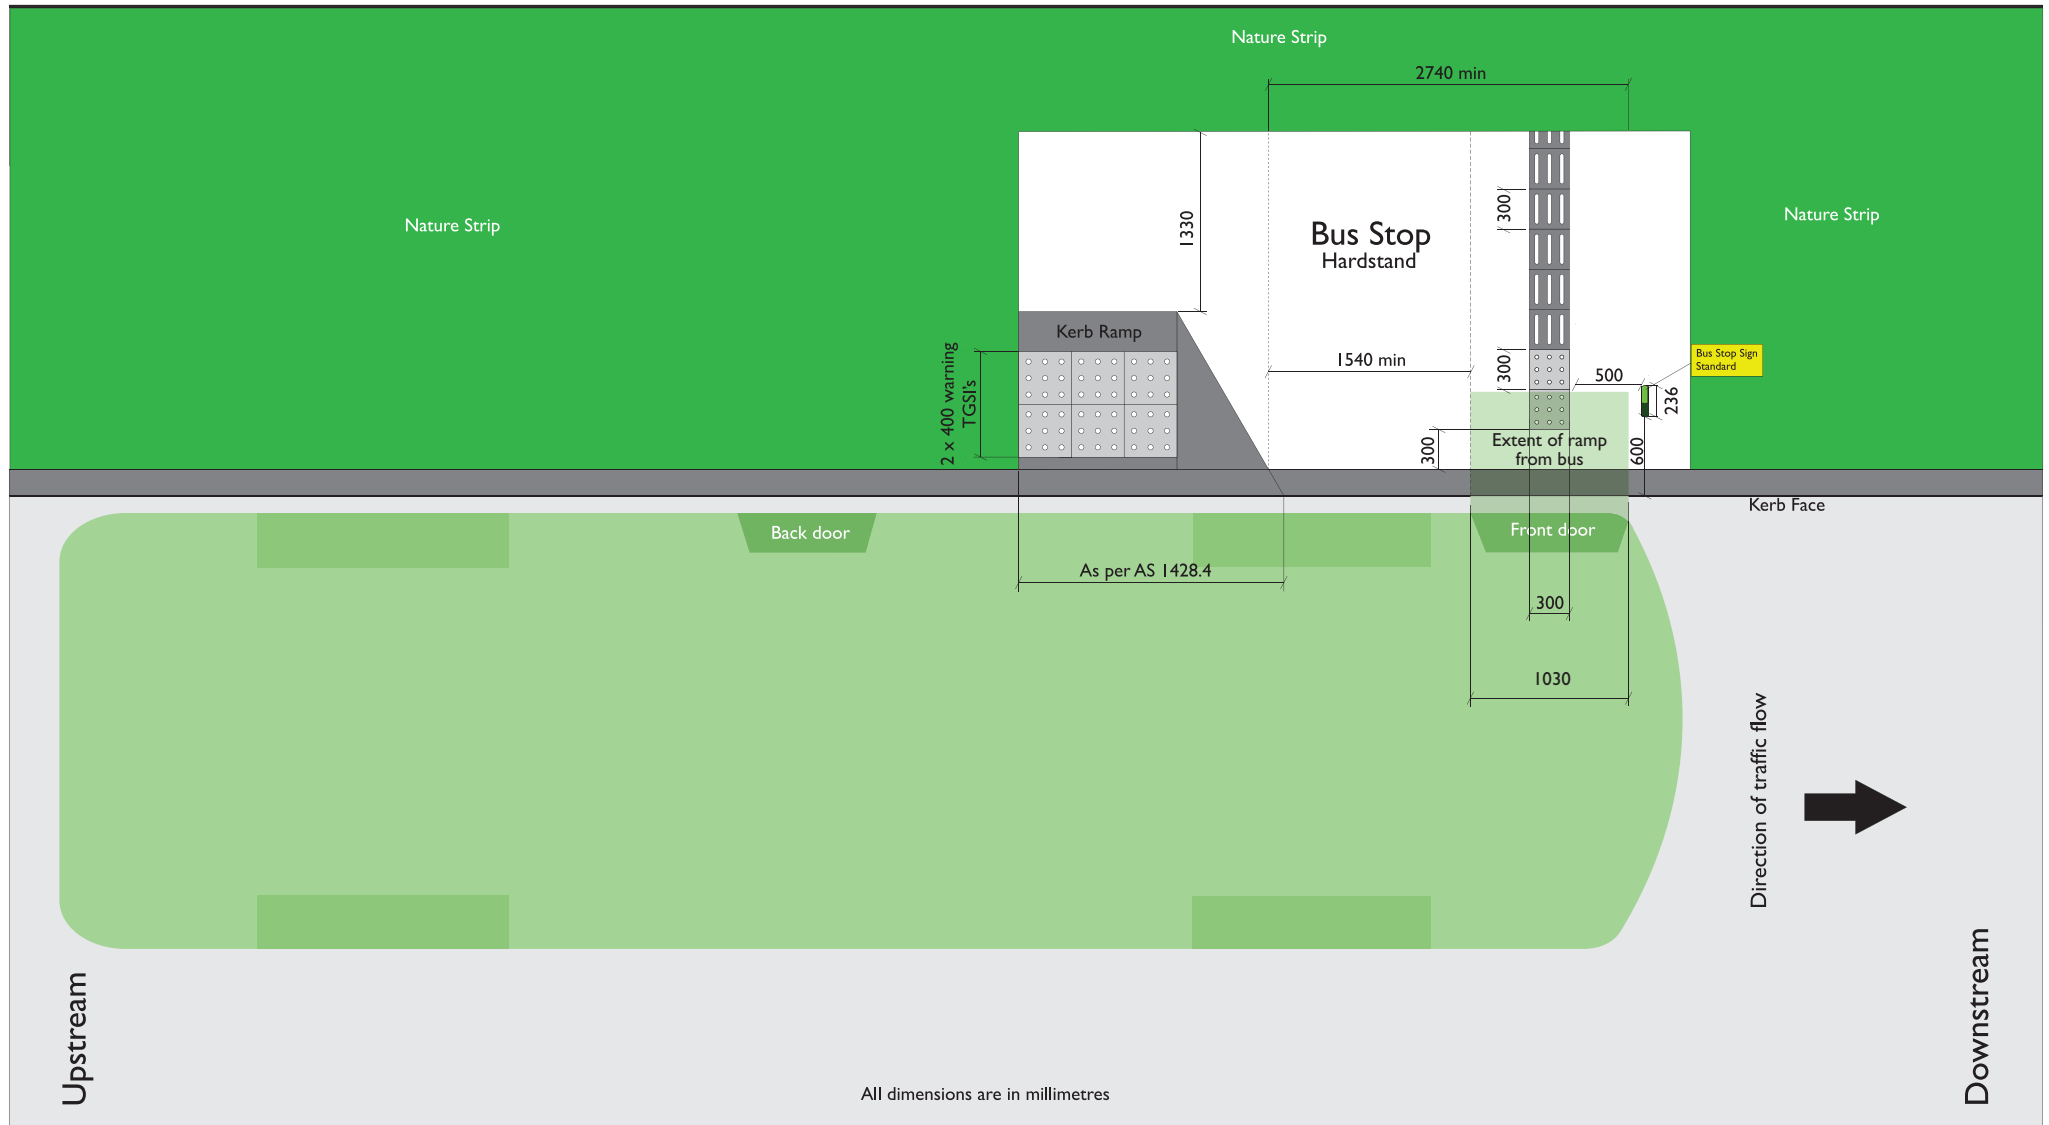 Nature Strip
2740 min
Nature Strip
Nature Strip
1330
300
Bus Stop
Hardstand
Kerb Ramp
2 x 400 warning
TGSI's
1540 min
300
500
Bus Stop Sign
Standard
236
300
Extent of ramp
from bus
600
Kerb Face
Back door
Front door
As per AS 1428.4
300
1030
Direction of traffic flow
Upstream
Downstream
All dimensions are in millimetres